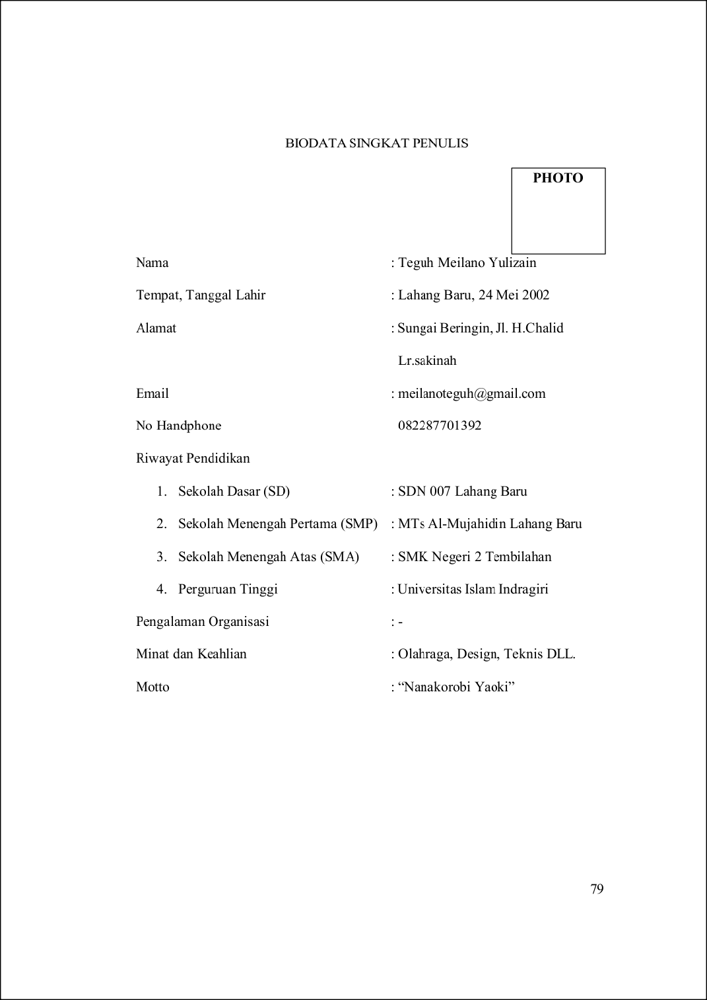 BIODATA SINGKAT PENULIS
PHOTO
Nama : Teguh Meilano Yulizain
Tempat, Tanggal Lahir : Lahang Baru, 24 Mei 2002
Alamat : Sungai Beringin, Jl. H.Chalid
Lr.sakinah
Email : meilanoteguh@gmail.com
No Handphone 082287701392
Riwayat Pendidikan
1. Sekolah Dasar (SD) : SDN 007 Lahang Baru
2. Sekolah Menengah Pertama (SMP) : MTs Al-Mujahidin Lahang Baru
3. Sekolah Menengah Atas (SMA) : SMK Negeri 2 Tembilahan
4. Perguruan Tinggi : Universitas Islam Indragiri
Pengalaman Organisasi : -
Minat dan Keahlian : Olahraga, Design, Teknis DLL.
Motto : “Nanakorobi Yaoki”
79